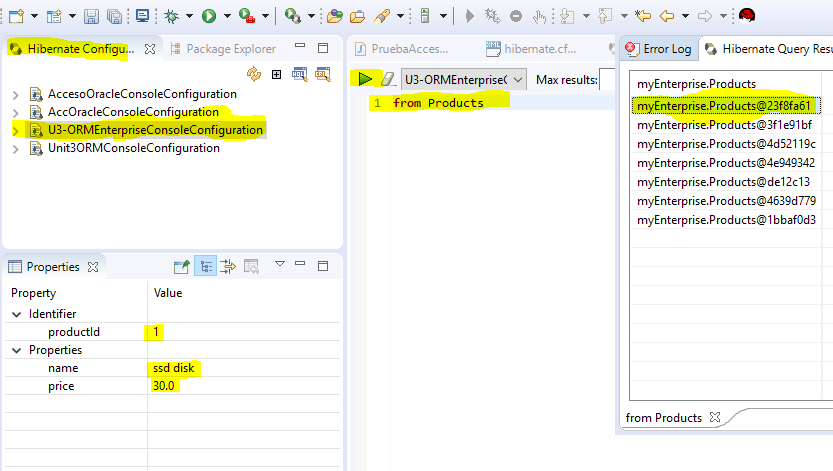 Hibernate Configu...
Package Explorer
AccesoOracleConsoleConfiguration
AccOracleConfiguration
U3-ORMEnterpriseConsoleConfiguration
Unit3ORMConsoleConfiguration
PruebaAcces...
hibernate.cf...
U3-ORMEnterprise
Max results:
1 from Products
Error Log
Hibernate Query Resu
myEnterprise.Products
myEnterprise.Products@23f8fa61
myEnterprise.Products@3f1e91bf
myEnterprise.Products@4d52119c
myEnterprise.Products@4e949342
myEnterprise.Products@de12c13
myEnterprise.Products@4639d779
myEnterprise.Products@1bbaf0d3
from Products
Properties
Property Value
Identifier
productId 1
Properties
name ssd disk
price 30.0